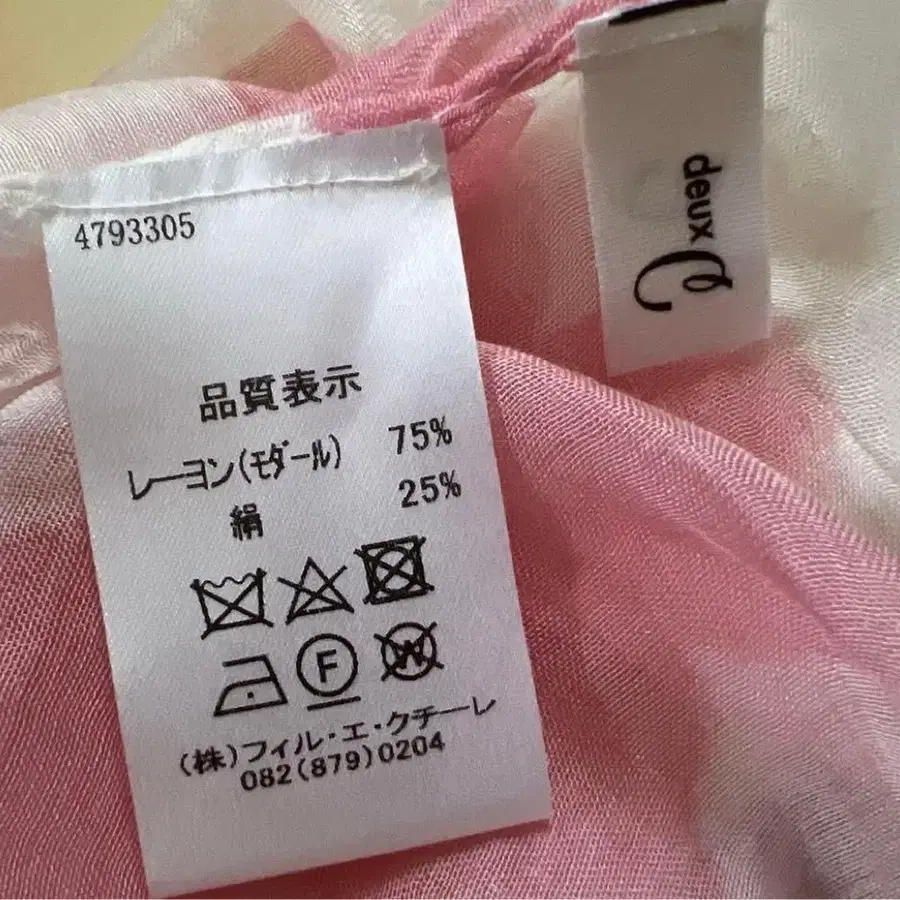 4793305
品質表示
レーヨン(モダール) 75%
絹 25%
F
W
(株)フィル・エ・クチーレ
082(879)0204
deux C